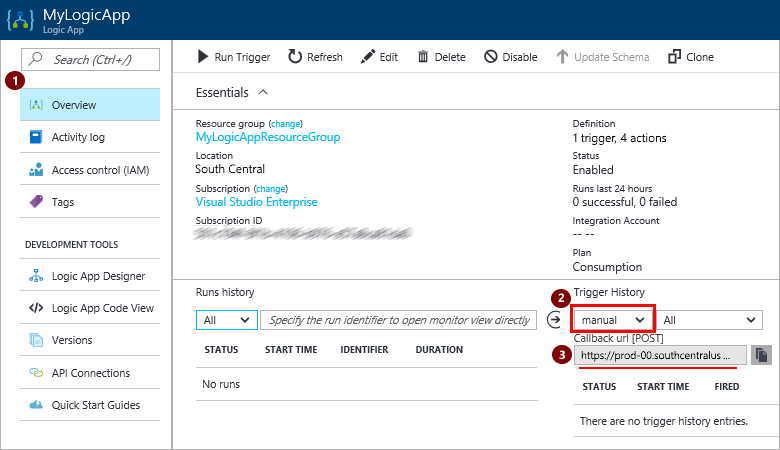 MyLogicApp
Logic App
Search (Ctrl+/)
Run Trigger Refresh Edit Delete Disable Update Schema Clone
1
Overview
Activity log
Access control (IAM)
Tags
DEVELOPMENT TOOLS
Logic App Designer
Logic App Code View
Versions
API Connections
Quick Start Guides
Essentials
Resource group (change)
MyLogicAppResourceGroup
Location
South Central
Subscription (change)
Visual Studio Enterprise
Subscription ID
Definition
1 trigger, 4 actions
Status
Enabled
Runs last 24 hours
0 successful, 0 failed
Integration Account
-- --
Plan
Consumption
Runs history
All Specify the run identifier to open monitor view directly
STATUS START TIME IDENTIFIER DURATION
No runs
2 Trigger History
manual All
Callback url [POST]
3 https://prod-00.southcentralus ...
STATUS START TIME FIRED
There are no trigger history entries.